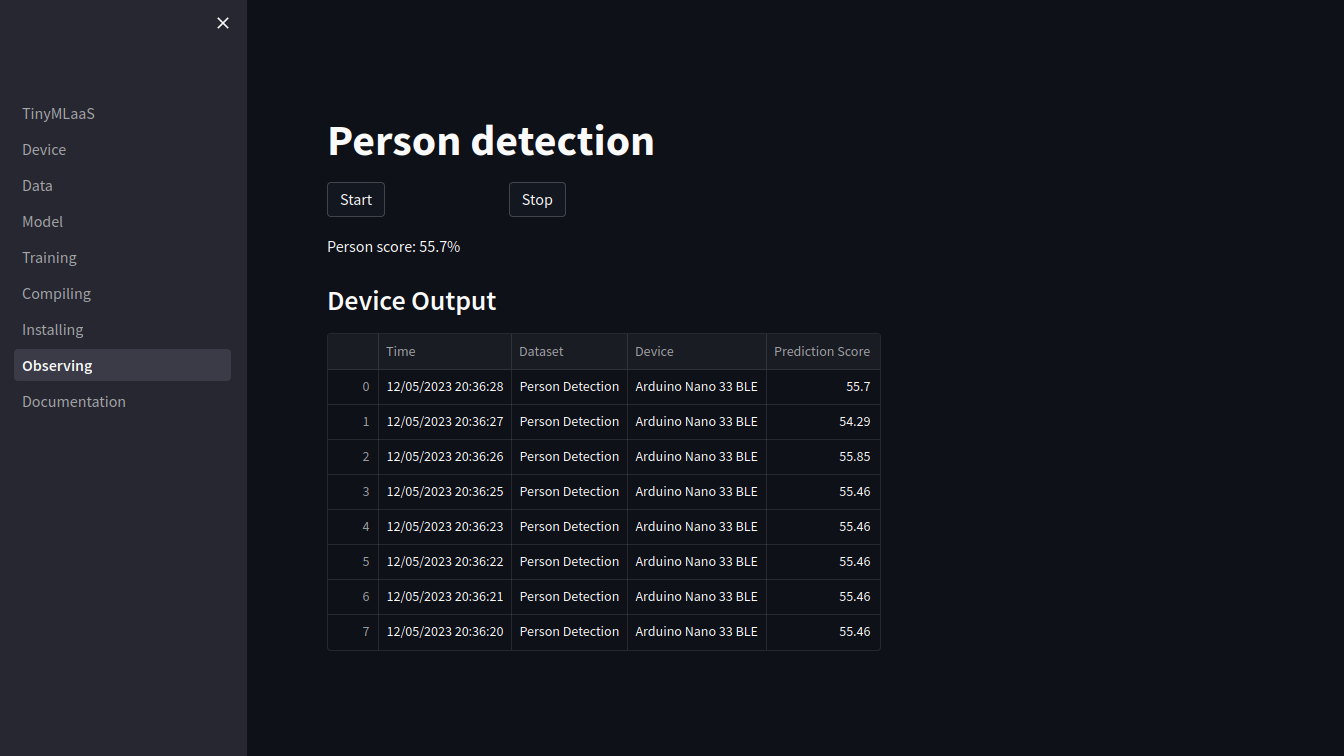 TinyMLaaS
Device
Data
Model
Training
Compiling
Installing
Observing
Documentation
Person detection
Start Stop
Person score: 55.7%
Device Output
Time Dataset Device Prediction Score
0 12/05/2023 20:36:28 Person Detection Arduino Nano 33 BLE 55.7
1 12/05/2023 20:36:27 Person Detection Arduino Nano 33 BLE 54.29
2 12/05/2023 20:36:26 Person Detection Arduino Nano 33 BLE 55.85
3 12/05/2023 20:36:25 Person Detection Arduino Nano 33 BLE 55.46
4 12/05/2023 20:36:23 Person Detection Arduino Nano 33 BLE 55.46
5 12/05/2023 20:36:22 Person Detection Arduino Nano 33 BLE 55.46
6 12/05/2023 20:36:21 Person Detection Arduino Nano 33 BLE 55.46
7 12/05/2023 20:36:20 Person Detection Arduino Nano 33 BLE 55.46